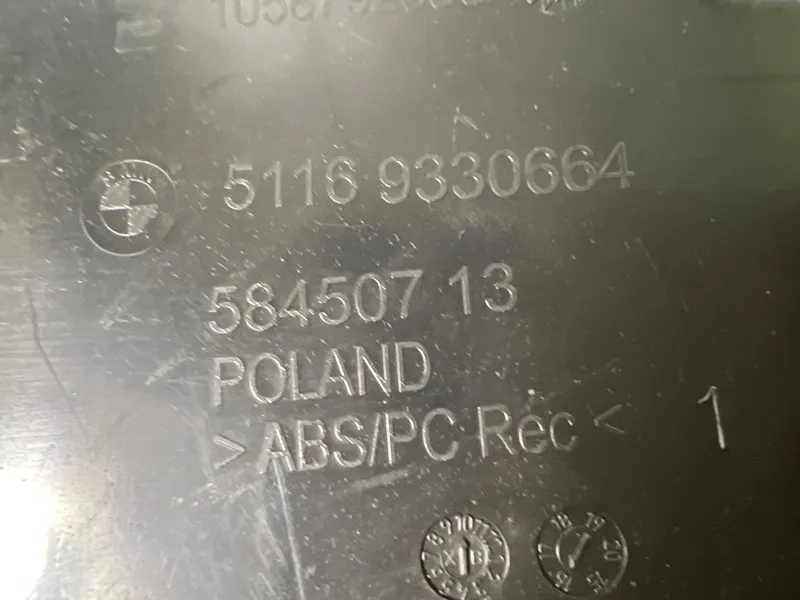 5116 9330664
584507 13
POLAND
>ABS/PC Rec< 1